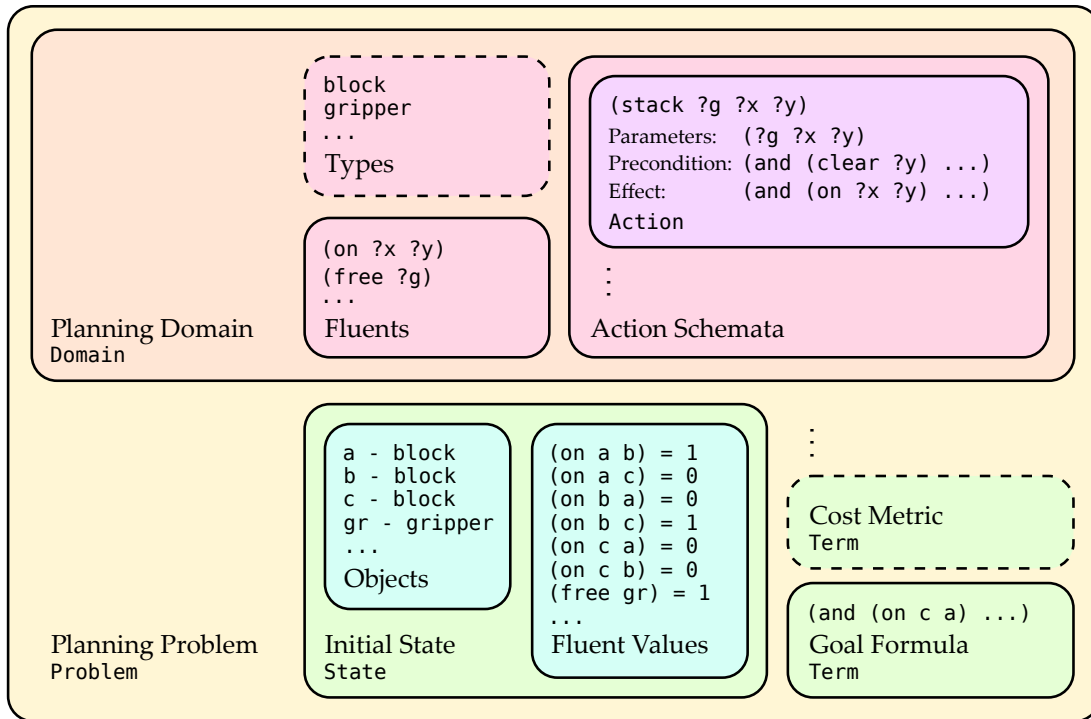 block
gripper
...
Types
(on ?x ?y)
(free ?g)
...
Fluents
(stack ?g ?x ?y)
Parameters: (?g ?x ?y)
Precondition: (and (clear ?y) ...)
Effect: (and (on ?x ?y) ...)
Action
⋮
Action Schemata
Planning Domain
Domain
a - block
b - block
c - block
gr - gripper
...
Objects
(on a b) = 1
(on a c) = 0
(on b a) = 0
(on b c) = 1
(on c a) = 0
(on c b) = 0
(free gr) = 1
...
Fluent Values
Initial State
State
⋮
Cost Metric
Term
(and (on c a) ...)
Goal Formula
Term
Planning Problem
Problem